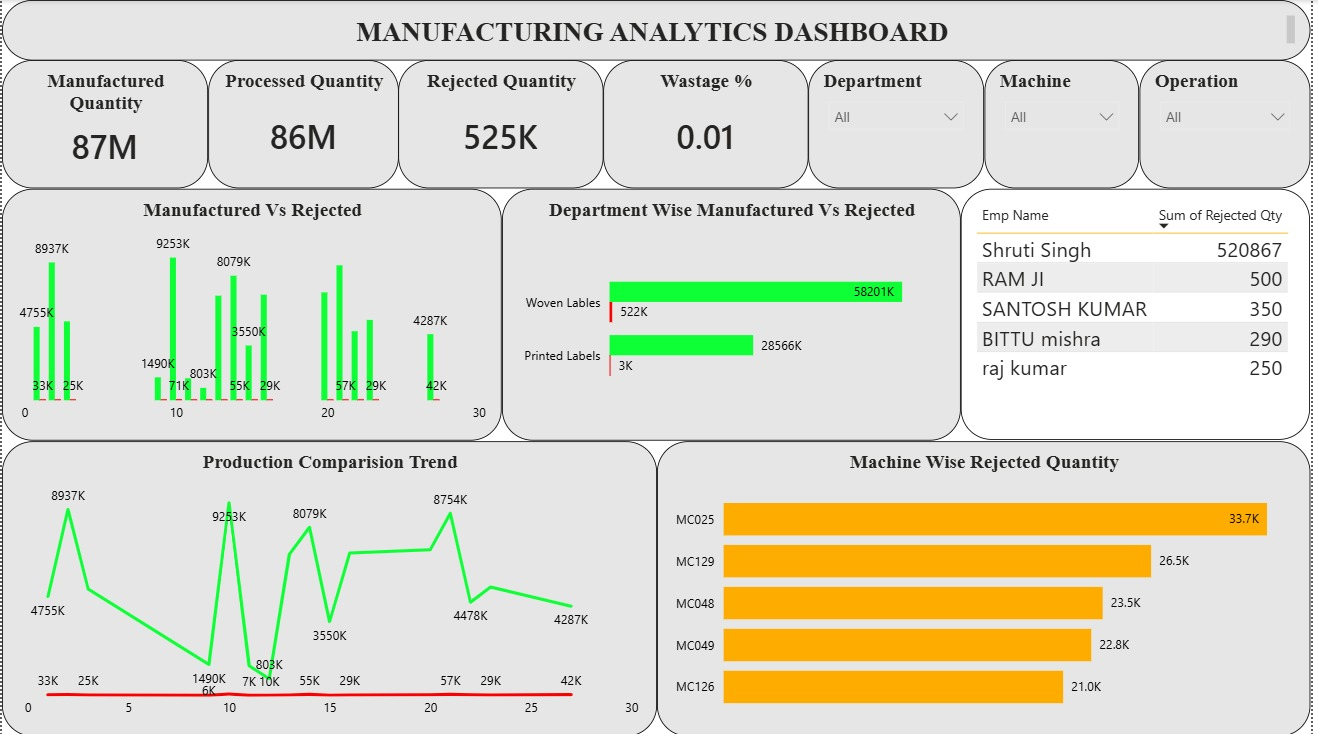 MANUFACTURING ANALYTICS DASHBOARD
Manufactured
Quantity
87M
Processed Quantity
86M
Rejected Quantity
525K
Wastage %
0.01
Department
All
Machine
All
Operation
All
Manufactured Vs Rejected
9253K
8937K
8079K
4755K
4287K
3550K
1490K
803K
33K 25K 71K 55K 29K 57K 29K 42K
0 10 20 30
Department Wise Manufactured Vs Rejected
Woven Lables 58201K
522K
Printed Labels 28566K
3K
Emp Name Sum of Rejected Qty
Shruti Singh 520867
RAM JI 500
SANTOSH KUMAR 350
BITTU mishra 290
raj kumar 250
Production Comparision Trend
8937K 8754K
9253K 8079K
4755K 4478K 4287K
3550K
803K
1490K
33K 25K 6K 7K 10K 55K 29K 57K 29K 42K
0 5 10 15 20 25 30
Machine Wise Rejected Quantity
MC025 33.7K
MC129 26.5K
MC048 23.5K
MC049 22.8K
MC126 21.0K